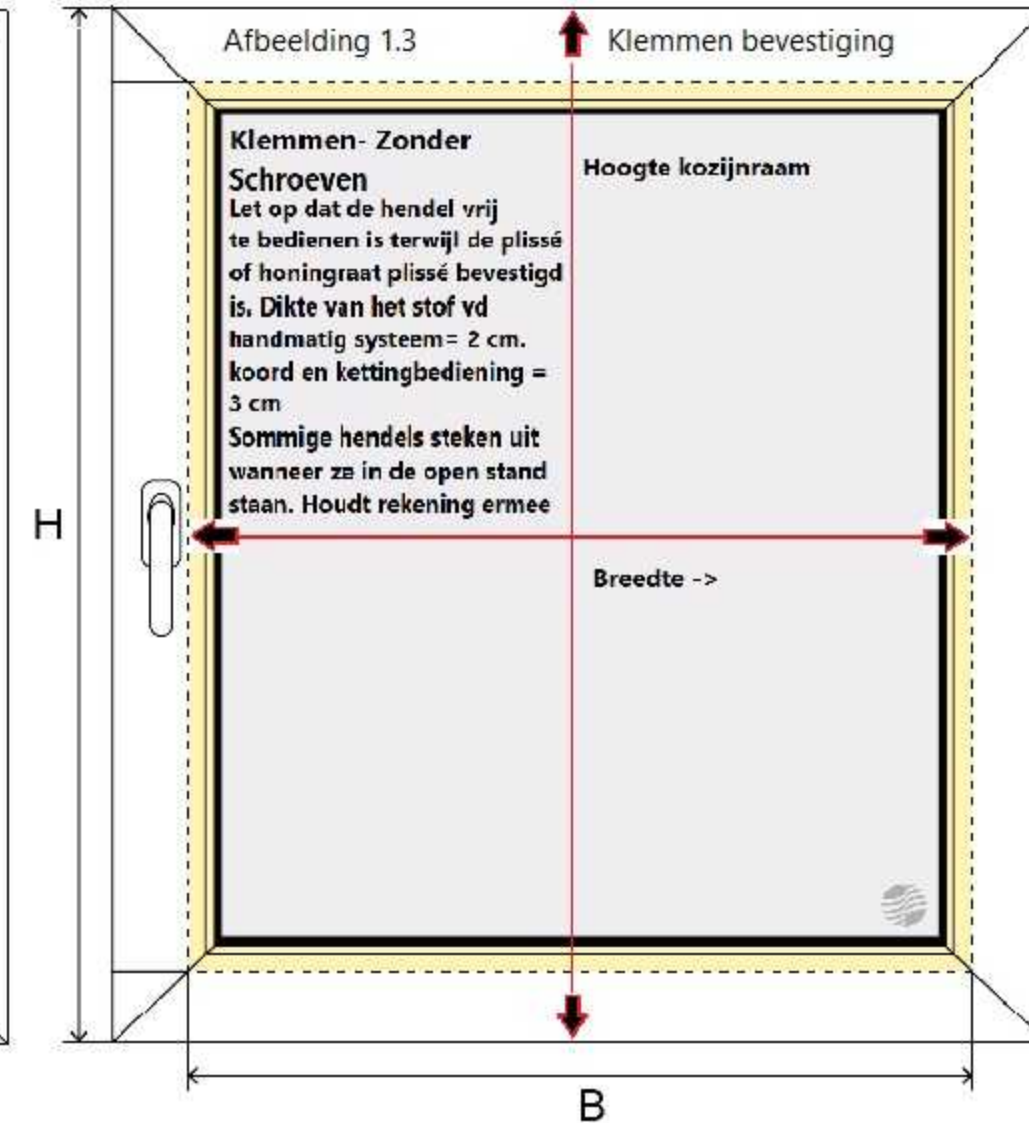 Afbeelding 1.3
Klemmen bevestiging
Klemmen- Zonder
Schroeven
Let op dat de hendel vrij
te bedienen is terwijl de plissé
of honingraat plissé bevestigd
is. Dikte van het stof vd
handmatig systeem= 2 cm.
koord en kettingbediening =
3 cm
Sommige hendels steken uit
wanneer ze in de open stand
staan. Houdt rekening ermee
Hoogte kozijnraam
H
Breedte ->
B